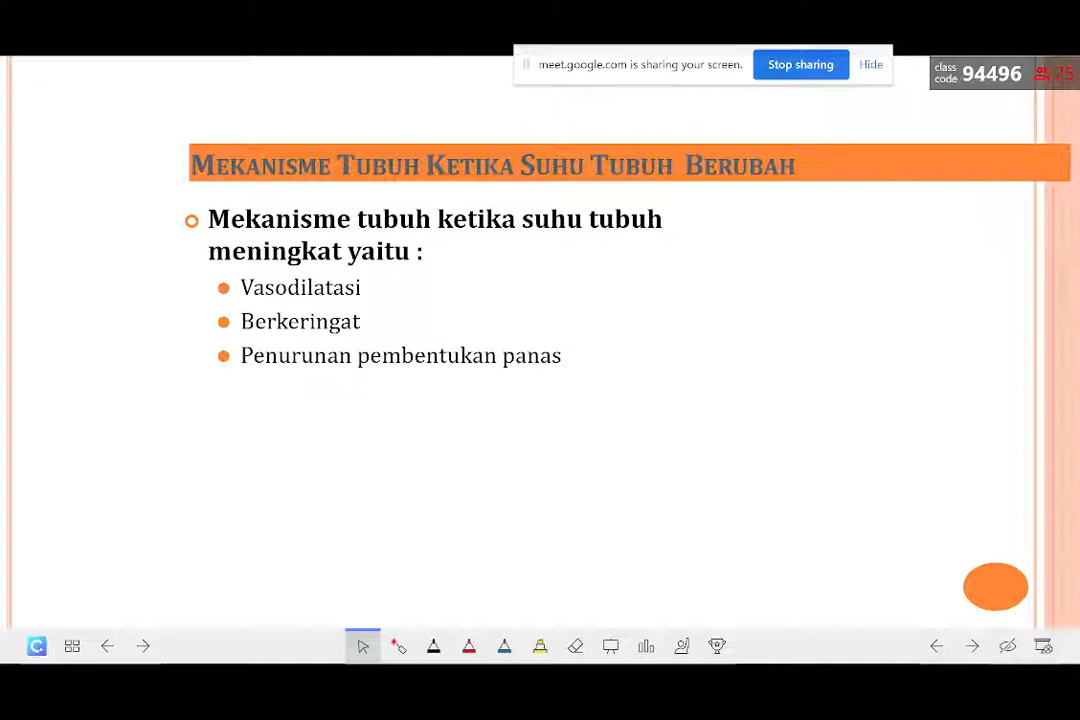 meet.google.com is sharing your screen. Stop sharing Hide
class code 94496 25
MEKANISME TUBUH KETIKA SUHU TUBUH BERUBAH
Mekanisme tubuh ketika suhu tubuh
meningkat yaitu :
Vasodilatasi
Berkeringat
Penurunan pembentukan panas